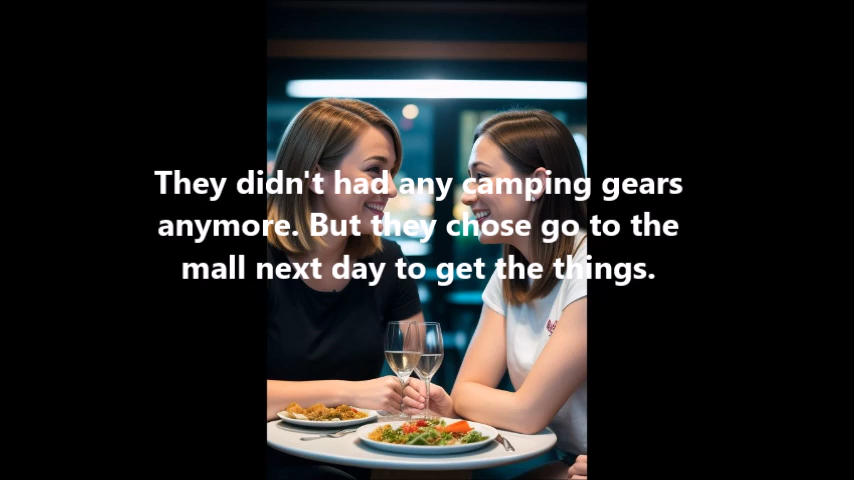 They didn't had any camping gears
anymore. But they chose go to the
mall next day to get the things.